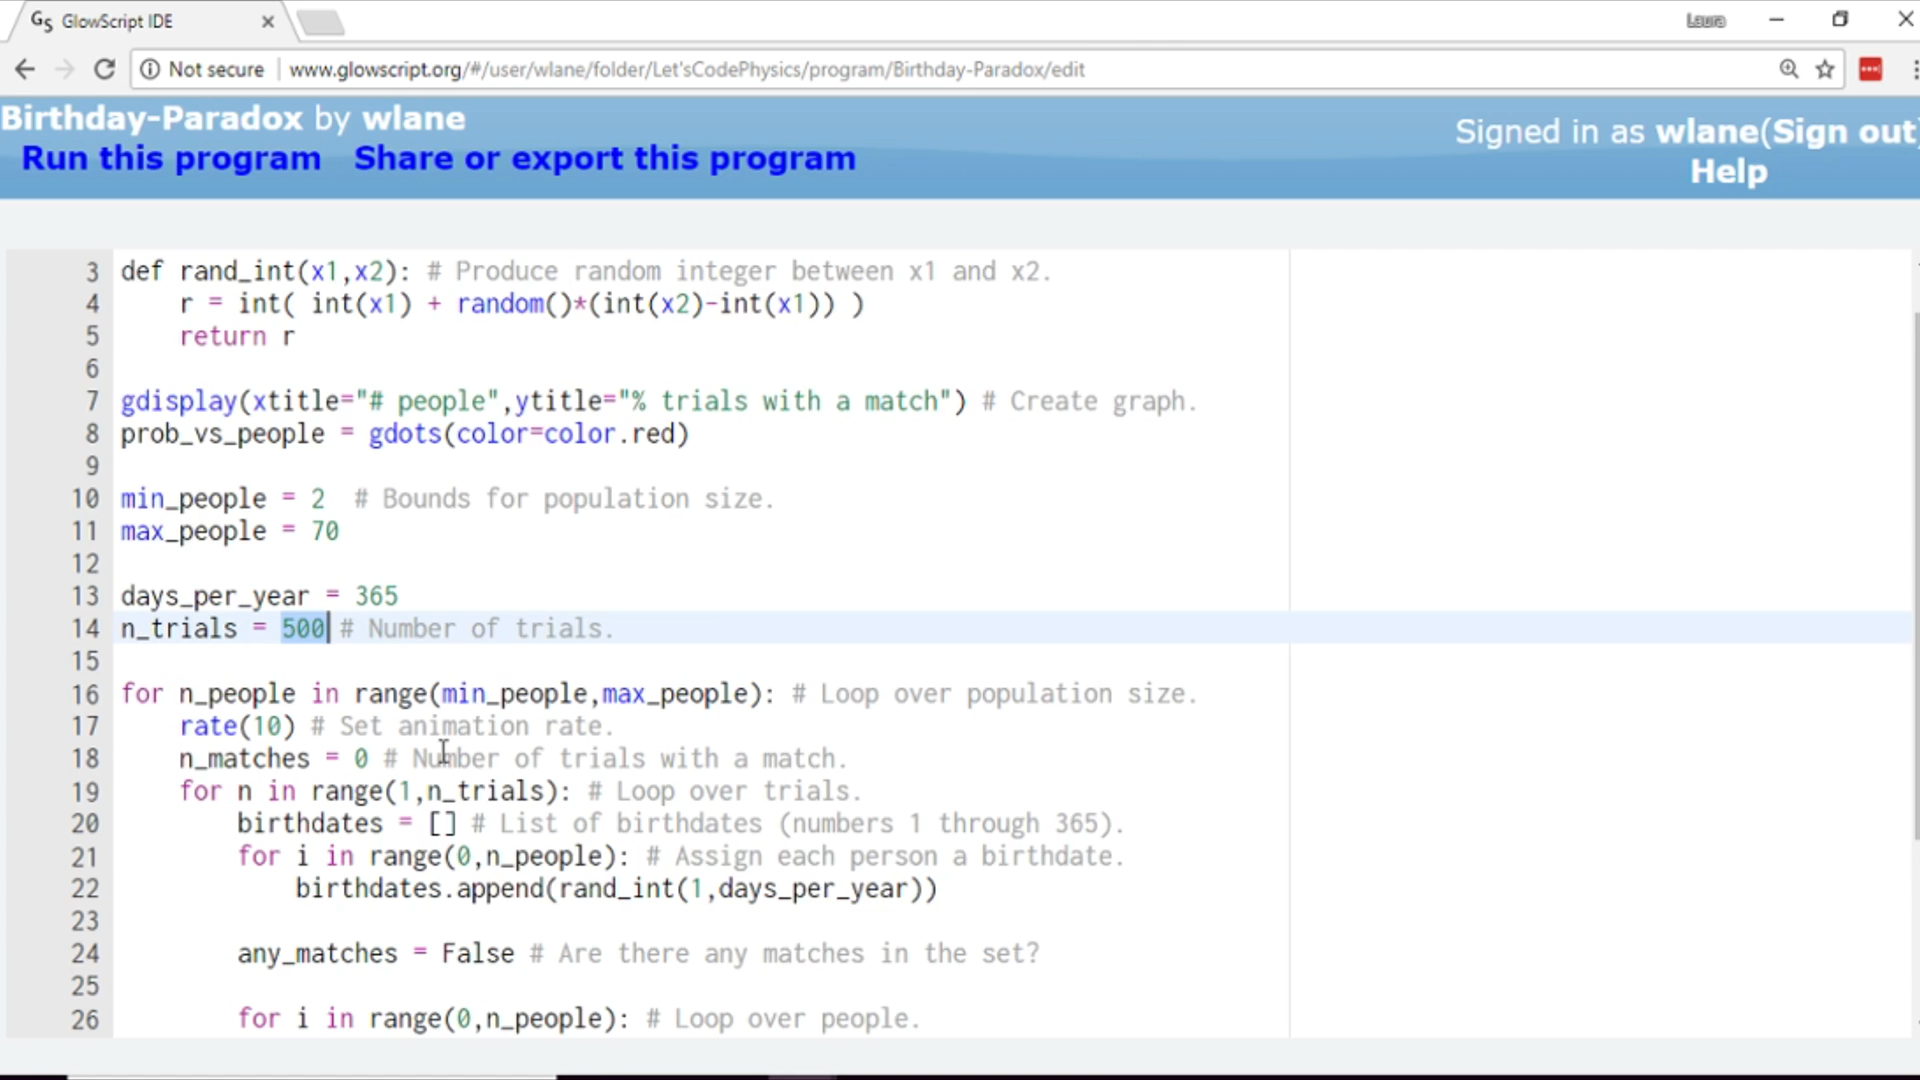 GS GlowScript IDE
Laura
Not secure www.glowscript.org/#/user/wlane/folder/Let'sCodePhysics/program/Birthday-Paradox/edit
Birthday-Paradox by wlane
Signed in as wlane(Sign out)
Run this program Share or export this program
Help
3 def rand_int(x1,x2): # Produce random integer between x1 and x2.
4 r = int( int(x1) + random()*(int(x2)-int(x1)) )
5 return r
6
7 gdisplay(xtitle="# people",ytitle="% trials with a match") # Create graph.
8 prob_vs_people = gdots(color=color.red)
9
10 min_people = 2 # Bounds for population size.
11 max_people = 70
12
13 days_per_year = 365
14 n_trials = 500 # Number of trials.
15
16 for n_people in range(min_people,max_people): # Loop over population size.
17 rate(10) # Set animation rate.
18 n_matches = 0 # Number of trials with a match.
19 for n in range(1,n_trials): # Loop over trials.
20 birthdates = [] # List of birthdates (numbers 1 through 365).
21 for i in range(0,n_people): # Assign each person a birthdate.
22 birthdates.append(rand_int(1,days_per_year))
23
24 any_matches = False # Are there any matches in the set?
25
26 for i in range(0,n_people): # Loop over people.